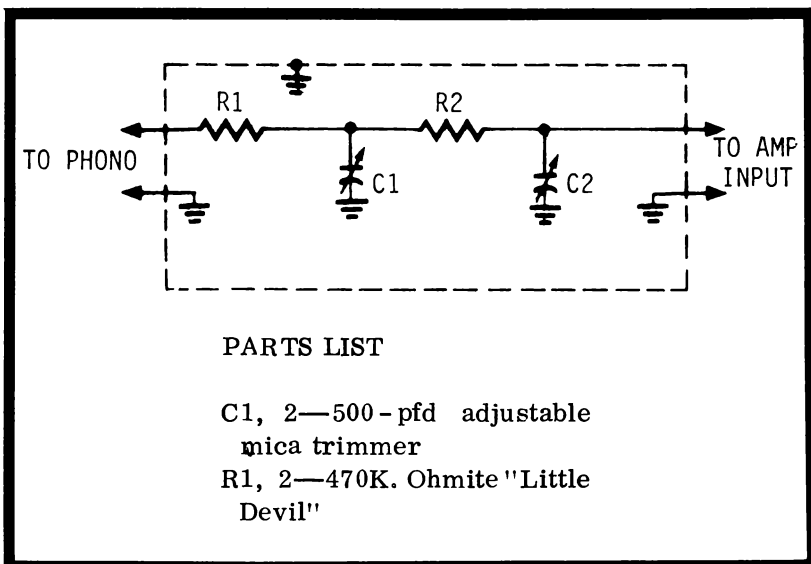 R1
R2
TO PHONO
C1
C2
TO AMP
INPUT
PARTS LIST
C1, 2—500-pfd adjustable
mica trimmer
R1, 2—470K. Ohmite "Little
Devil"